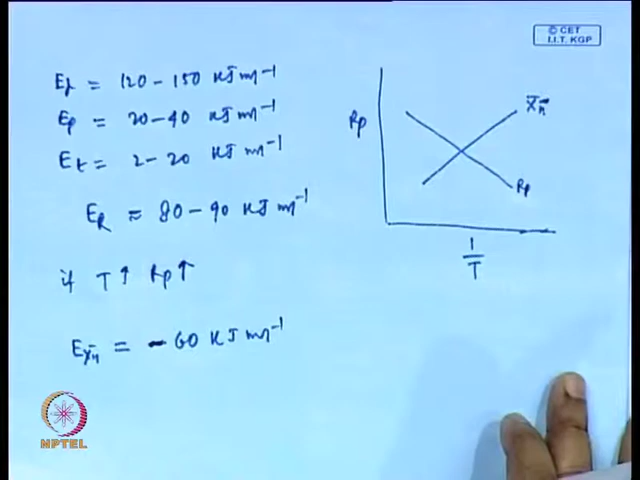 © CET
I.I.T. KGP
Ed = 120 - 150 KJ mol⁻¹
Ep = 20 - 40 KJ mol⁻¹
Et = 2 - 20 KJ mol⁻¹
ER ≈ 80 - 90 KJ mol⁻¹
if T↑ Rp↑
EX̄n = - 60 KJ mol⁻¹
Rp
X̄n
Rp
1/T
NPTEL